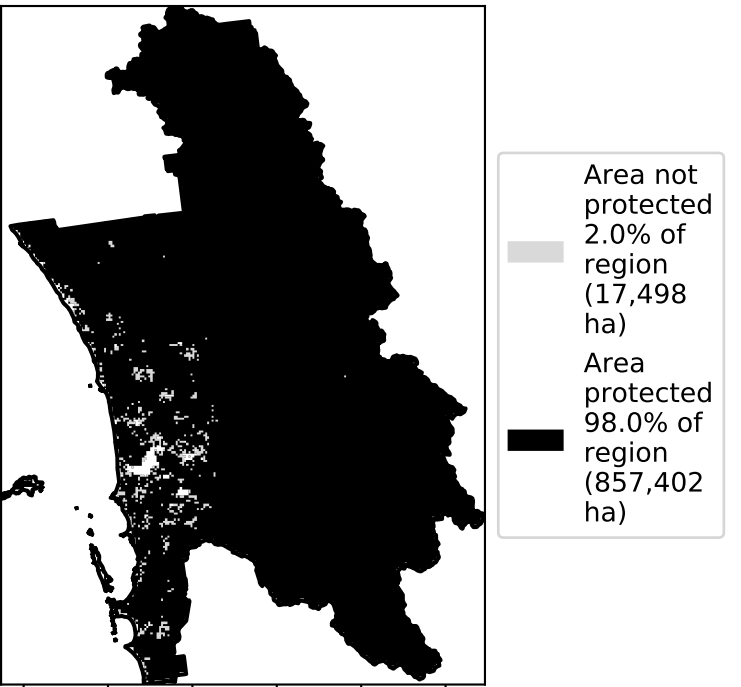 Area not
protected
2.0% of
region
(17,498
ha)
Area
protected
98.0% of
region
(857,402
ha)